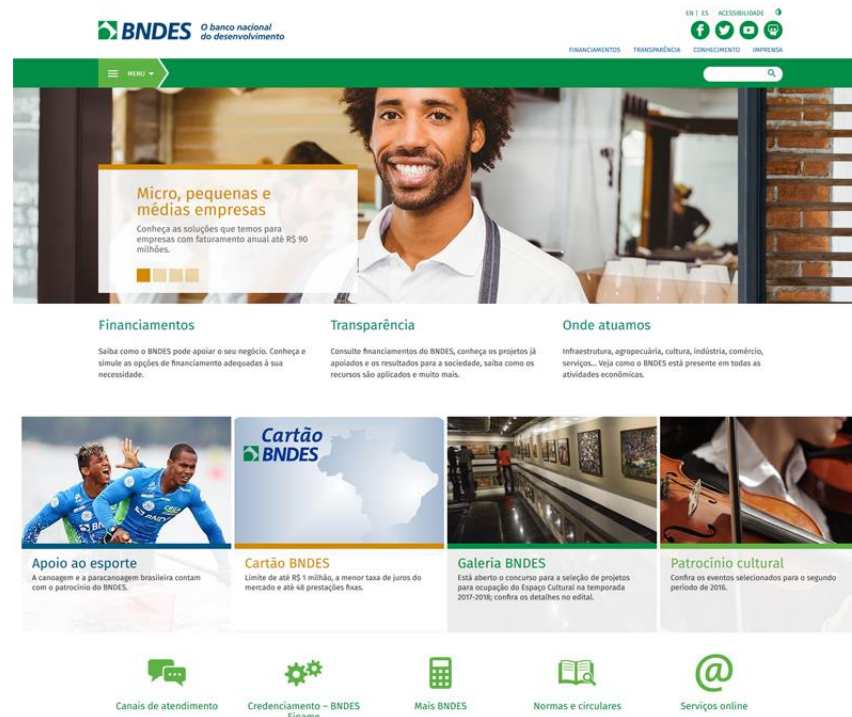 EN | ES ACESSIBILIDADE
BNDES O banco nacional
do desenvolvimento
FINANCIAMENTOS TRANSPARÊNCIA CONHECIMENTO IMPRENSA
MENU
Micro, pequenas e
médias empresas
Conheça as soluções que temos para
empresas com faturamento anual até R$ 90
milhões.
Financiamentos
Saiba como o BNDES pode apoiar o seu negócio. Conheça e
simule as opções de financiamento adequadas à sua
necessidade.
Transparência
Consulte financiamentos do BNDES, conheça os projetos já
apoiados e os resultados para a sociedade, saiba como os
recursos são aplicados e muito mais.
Onde atuamos
Infraestrutura, agropecuária, cultura, indústria, comércio,
serviços... Veja como o BNDES está presente em todas as
atividades econômicas.
Cartão
BNDES
Apoio ao esporte
A canoagem e a paracanoagem brasileira contam
com o patrocínio do BNDES.
Cartão BNDES
Limite de até R$ 1 milhão, a menor taxa de juros do
mercado e até 48 prestações fixas.
Galeria BNDES
Está aberto o concurso para a seleção de projetos
para ocupação do Espaço Cultural na temporada
2017-2018; confira os detalhes no edital.
Patrocínio cultural
Confira os eventos selecionados para o segundo
período de 2016.
Canais de atendimento
Credenciamento – BNDES
Finame
Mais BNDES
Normas e circulares
@
Serviços online